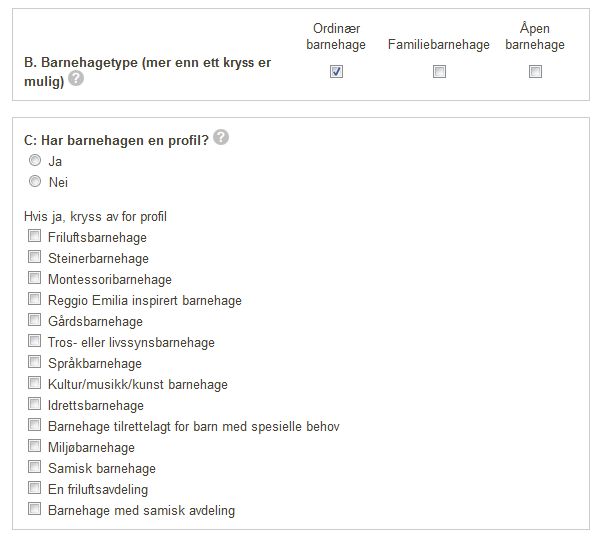 Ordinær
barnehage
Familiebarnehage
Åpen
barnehage
B. Barnehagetype (mer enn ett kryss er
mulig) ?
C: Har barnehagen en profil? ?
Ja
Nei
Hvis ja, kryss av for profil
Friluftsbarnehage
Steinerbarnehage
Montessoribarnehage
Reggio Emilia inspirert barnehage
Gårdsbarnehage
Tros- eller livssynsbarnehage
Språkbarnehage
Kultur/musikk/kunst barnehage
Idrettsbarnehage
Barnehage tilrettelagt for barn med spesielle behov
Miljøbarnehage
Samisk barnehage
En friluftsavdeling
Barnehage med samisk avdeling